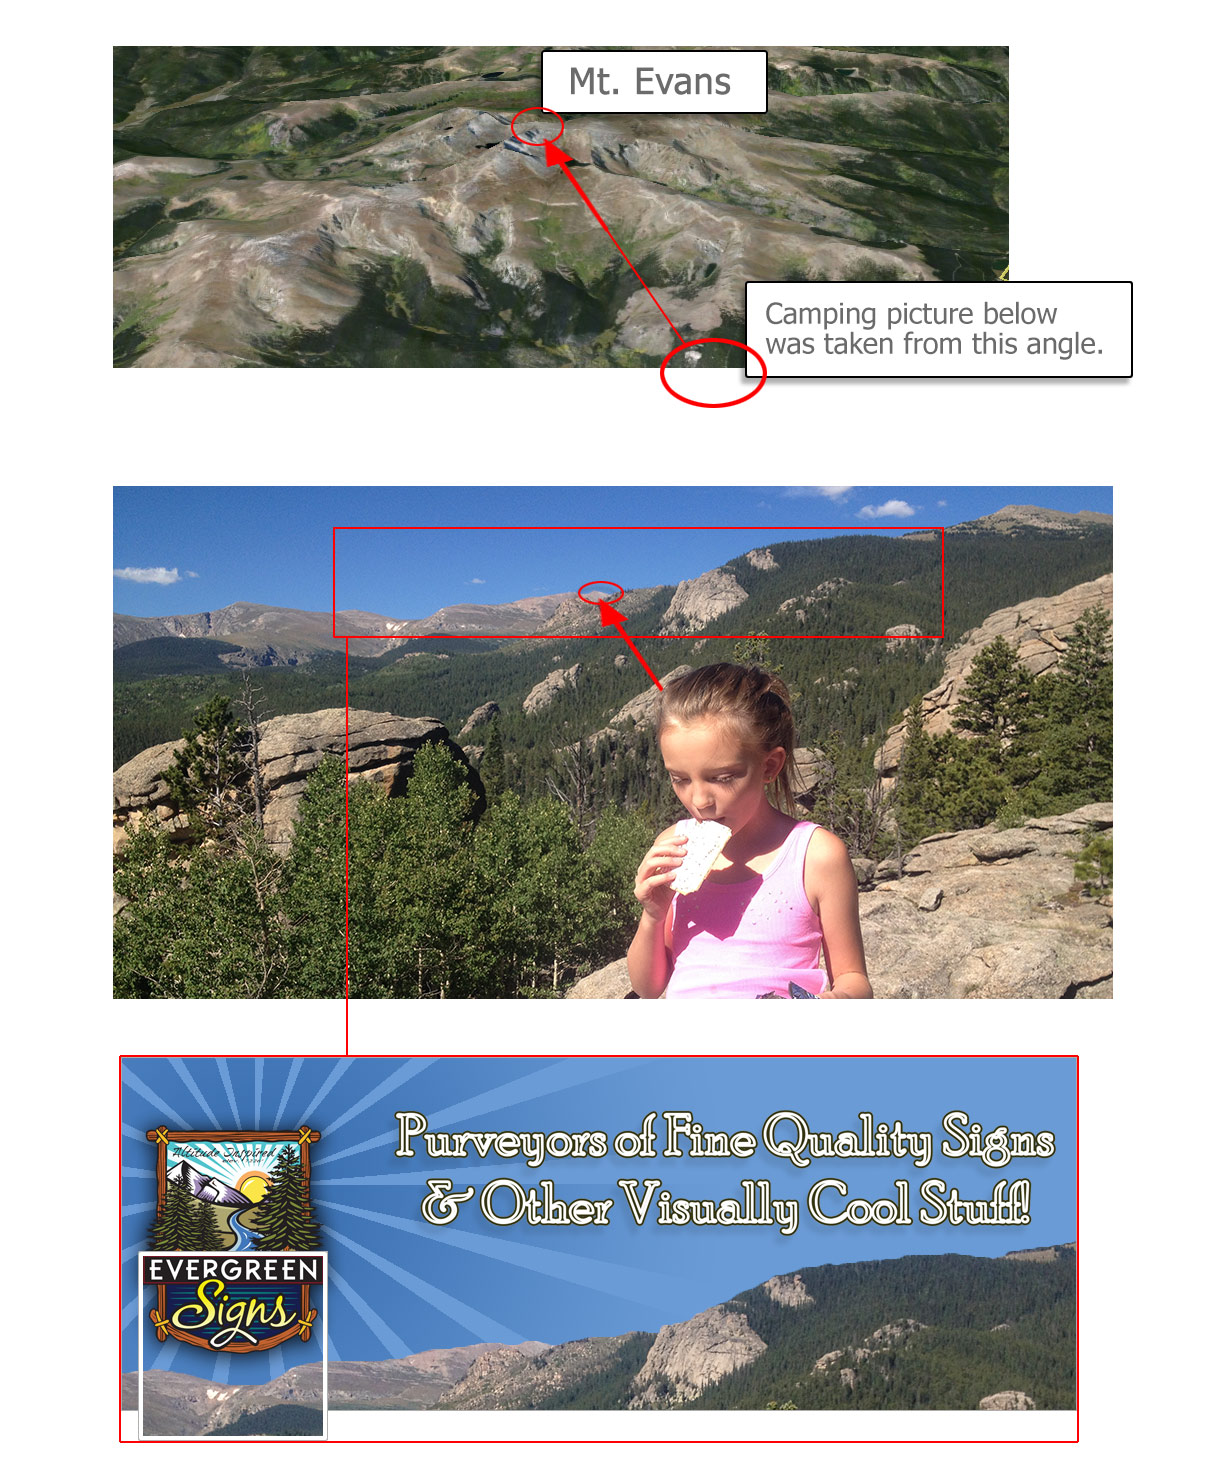 Mt. Evans
Camping picture below
was taken from this angle.
Purveyors of Fine Quality Signs
& Other Visually Cool Stuff!
Altitude Inspired
EVERGREEN
Signs